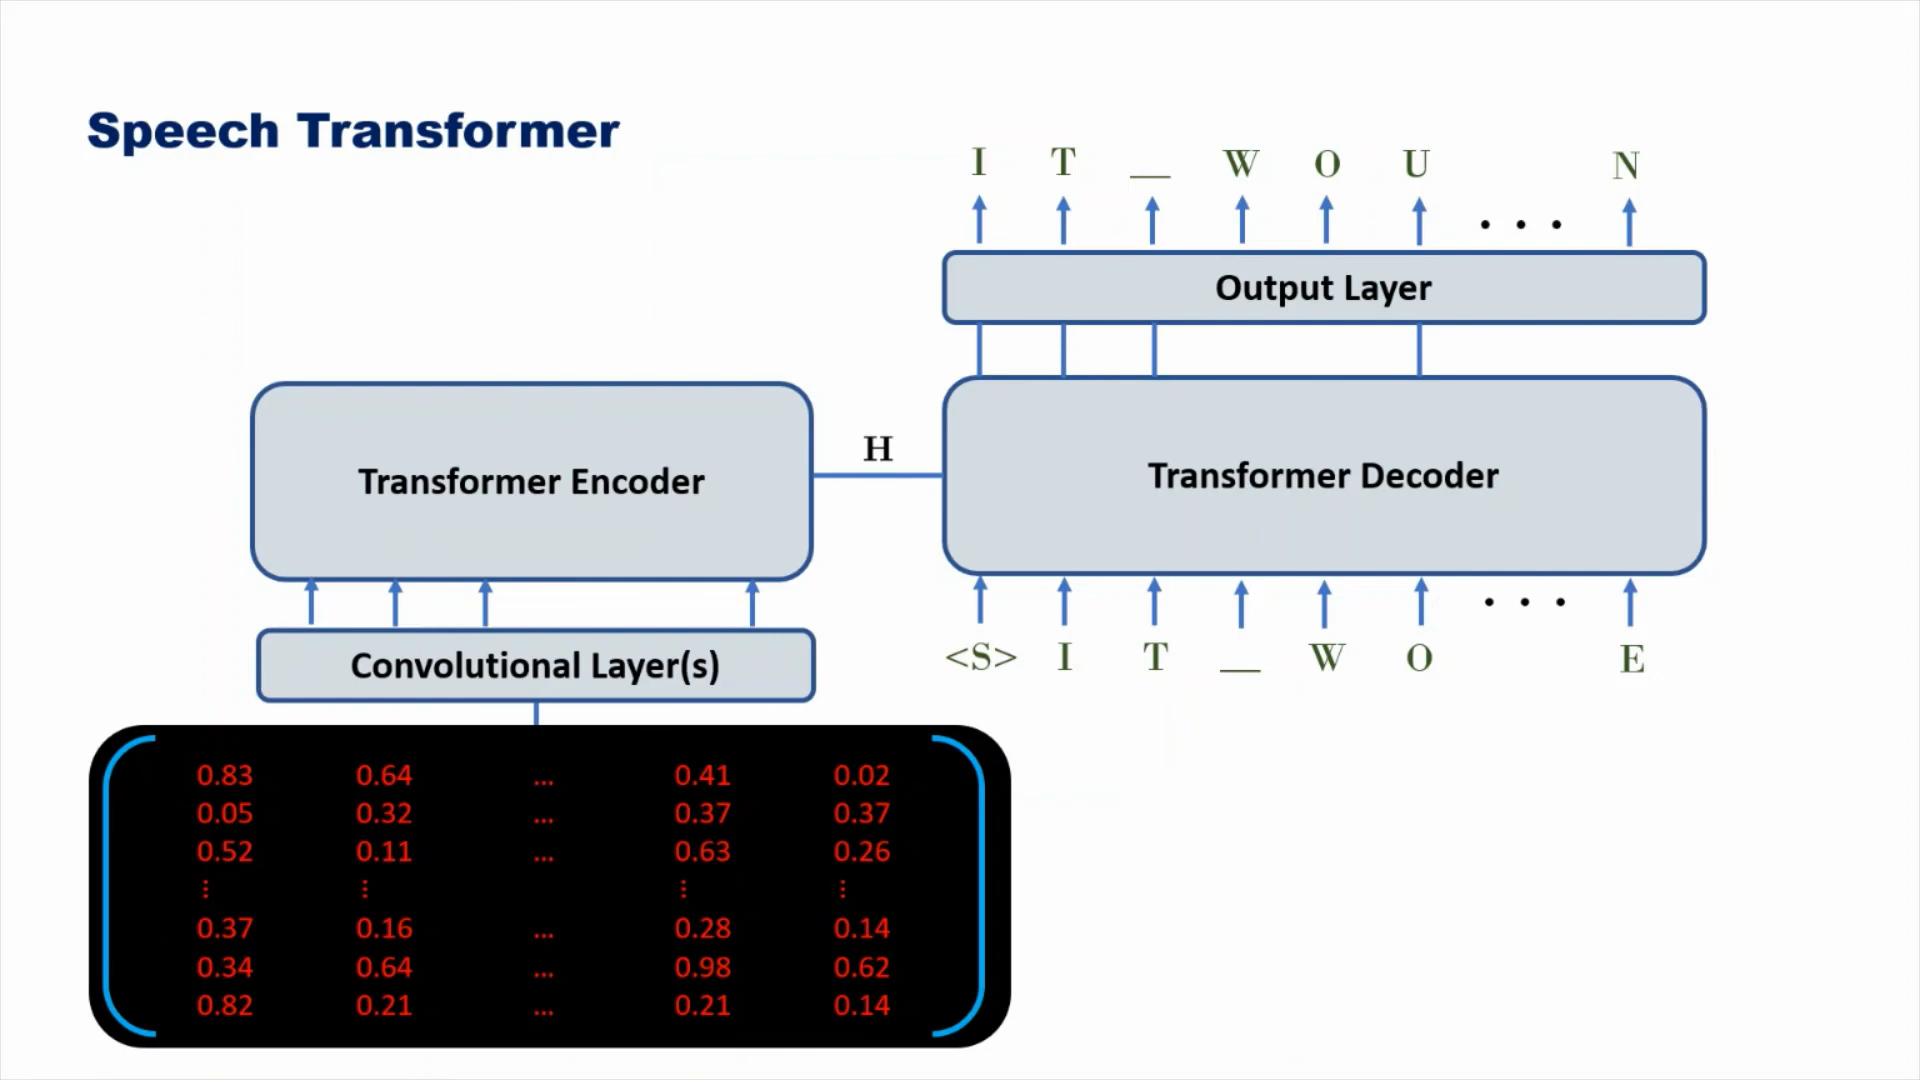 Speech Transformer
I T __ W O U . . . N
Output Layer
Transformer Encoder
H
Transformer Decoder
Convolutional Layer(s)
<S> I T __ W O . . . E
0.83 0.64 ... 0.41 0.02
0.05 0.32 ... 0.37 0.37
0.52 0.11 ... 0.63 0.26
⋮ ⋮ ⋮ ⋮
0.37 0.16 ... 0.28 0.14
0.34 0.64 ... 0.98 0.62
0.82 0.21 ... 0.21 0.14